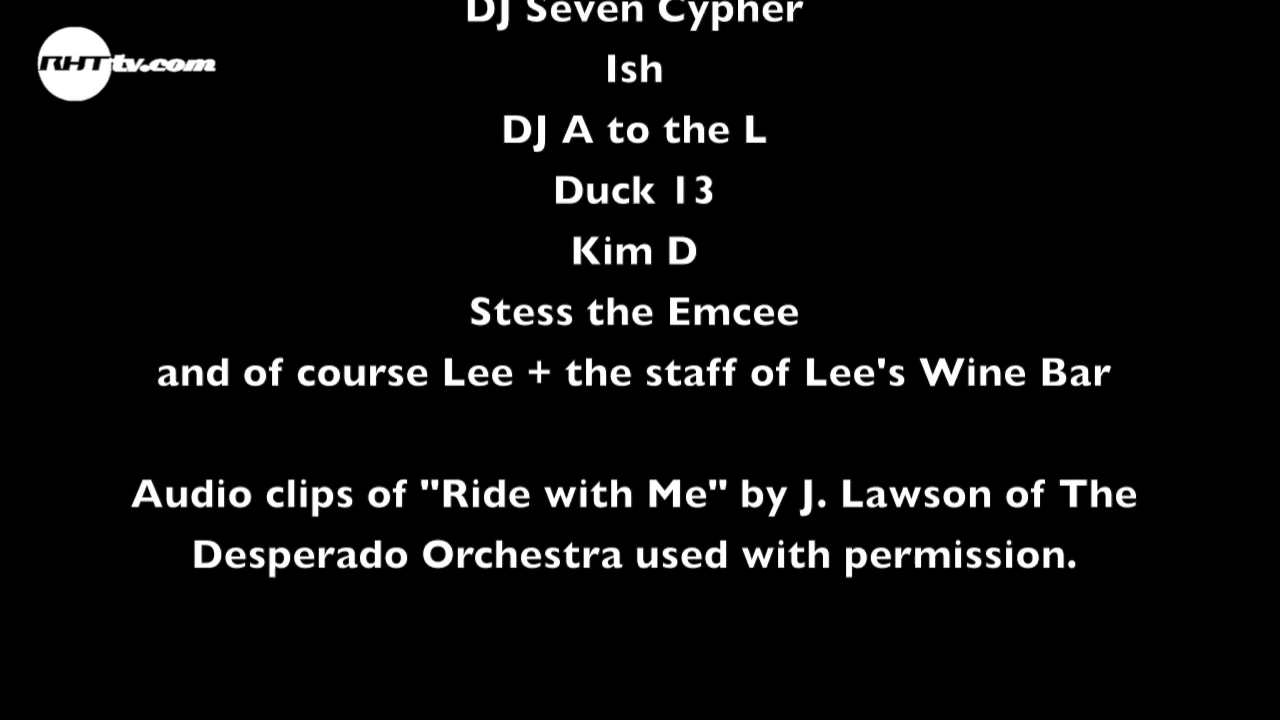 DJ Seven Cypher
RHTtv.com
Ish
DJ A to the L
Duck 13
Kim D
Stess the Emcee
and of course Lee + the staff of Lee's Wine Bar
Audio clips of "Ride with Me" by J. Lawson of The
Desperado Orchestra used with permission.